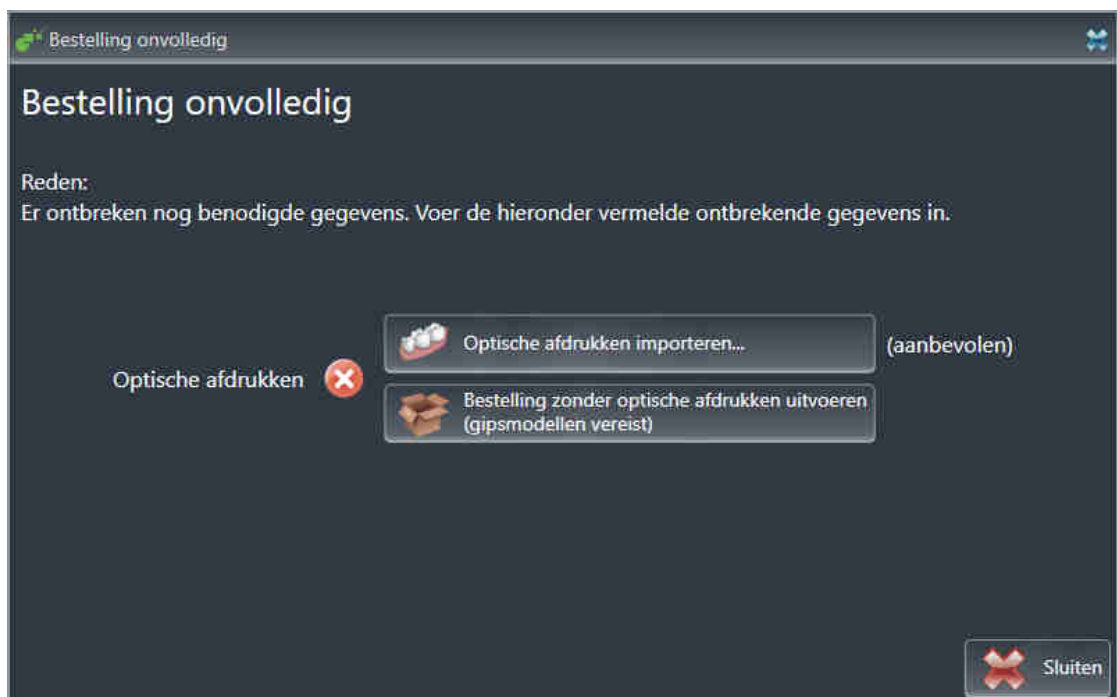 Bestelling onvolledig
Bestelling onvolledig
Reden:
Er ontbreken nog benodigde gegevens. Voer de hieronder vermelde ontbrekende gegevens in.
Optische afdrukken importeren...
(aanbevolen)
Optische afdrukken
Bestelling zonder optische afdrukken uitvoeren
(gipsmodellen vereist)
Sluiten